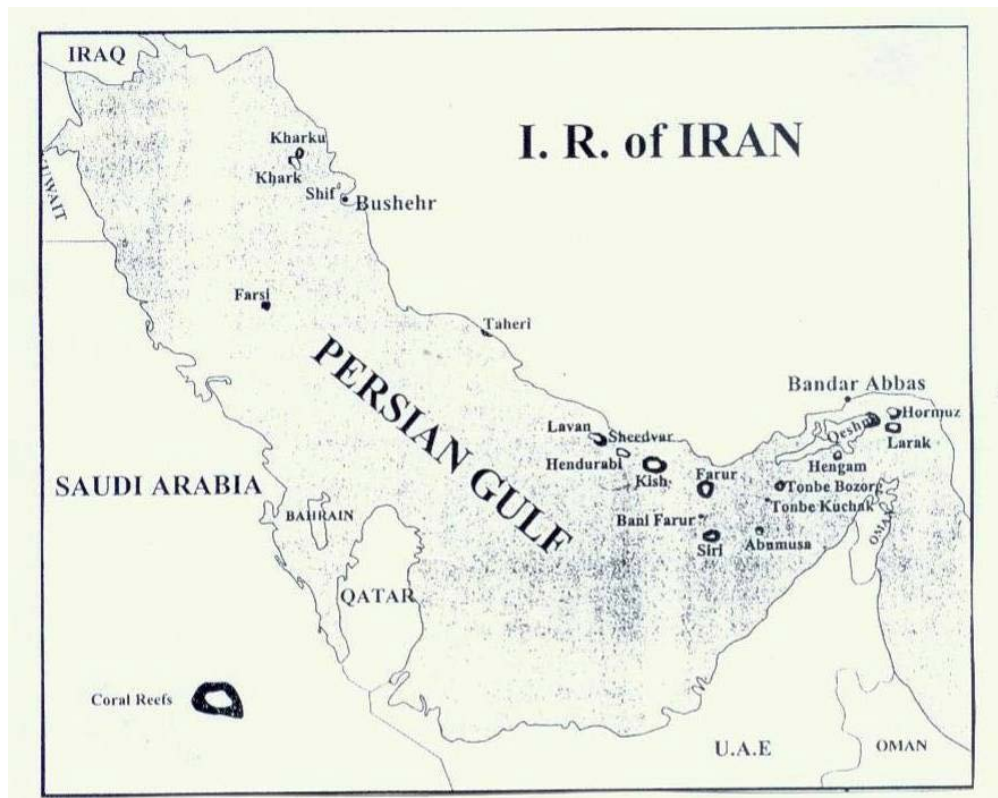 IRAQ
Kharku
I. R. of IRAN
Khark
KUWAIT
Shif
Bushehr
Farsi
Taheri
PERSIAN GULF
Bandar Abbas
Hormuz
Lavan
Sheedvar
Qeshm
Larak
Hendurabi
Kish
Farur
Hengam
SAUDI ARABIA
Tonbe Bozorg
Tonbe Kuchak
BAHRAIN
Bani Farur
OMAN
Siri
Abumusa
QATAR
Coral Reefs
U.A.E
OMAN